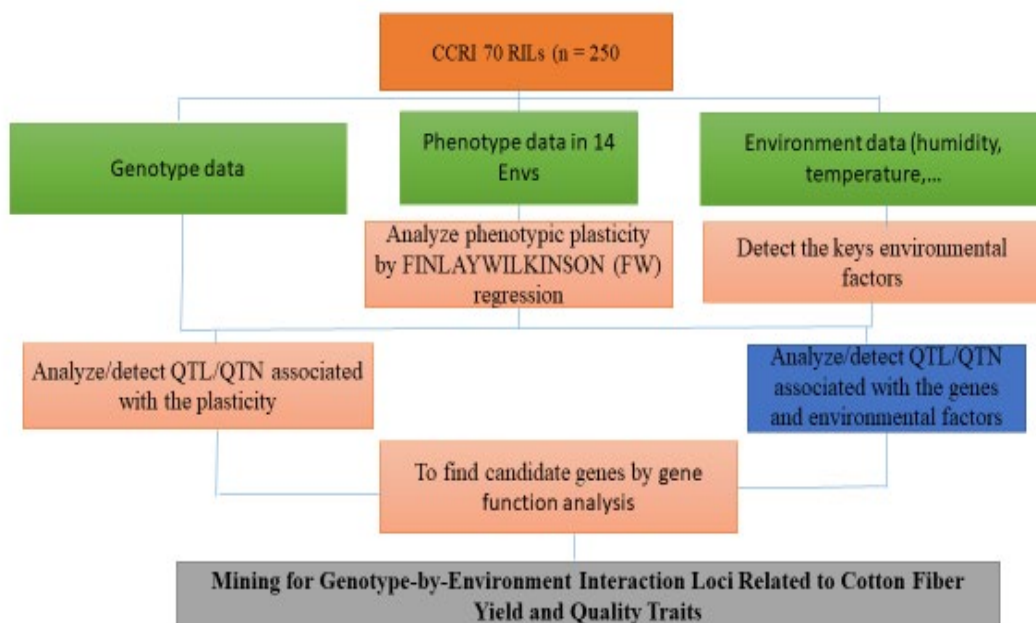 CCRI 70 RILs (n = 250
Genotype data
Phenotype data in 14
Envs
Environment data (humidity,
temperature,...
Analyze phenotypic plasticity
by FINLAYWILKINSON (FW)
regression
Detect the keys environmental
factors
Analyze/detect QTL/QTN associated
with the plasticity
Analyze/detect QTL/QTN
associated with the genes
and environmental factors
To find candidate genes by gene
function analysis
Mining for Genotype-by-Environment Interaction Loci Related to Cotton Fiber
Yield and Quality Traits